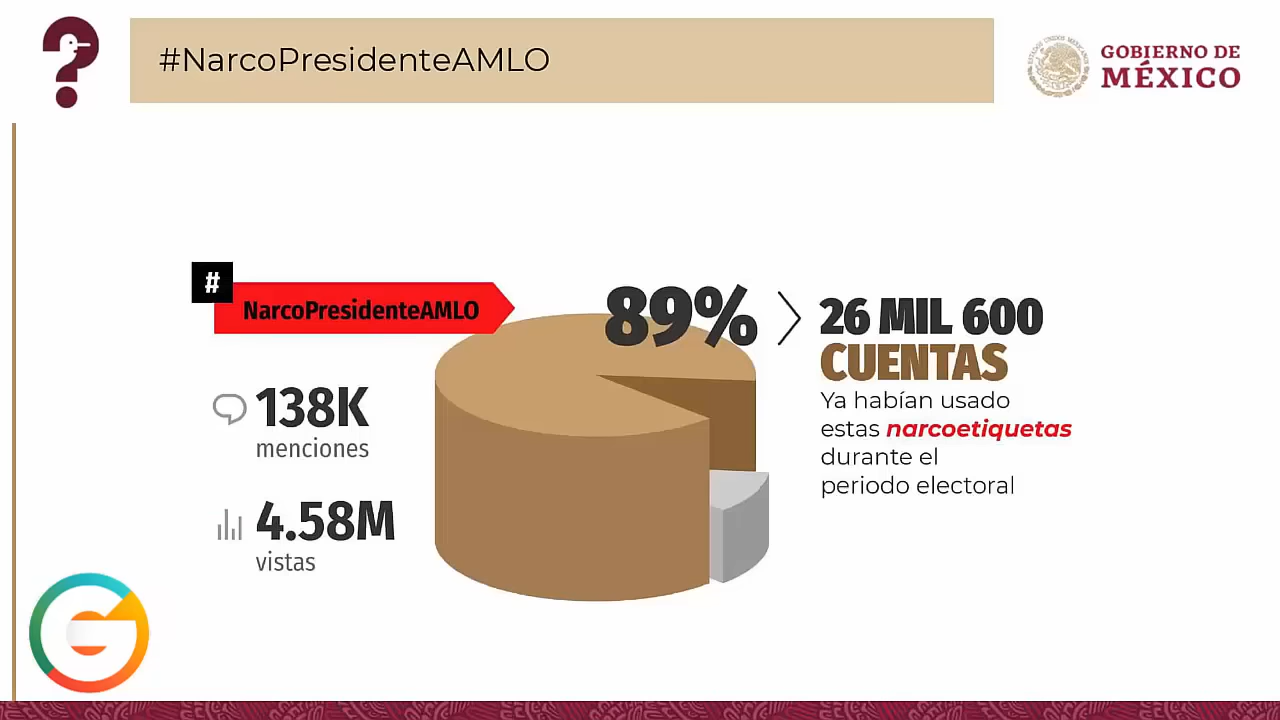 #NarcoPresidenteAMLO
GOBIERNO DE
MÉXICO
#
NarcoPresidenteAMLO
138K
menciones
4.58M
vistas
89%
26 MIL 600
CUENTAS
Ya habían usado
estas narcoetiquetas
durante el
periodo electoral